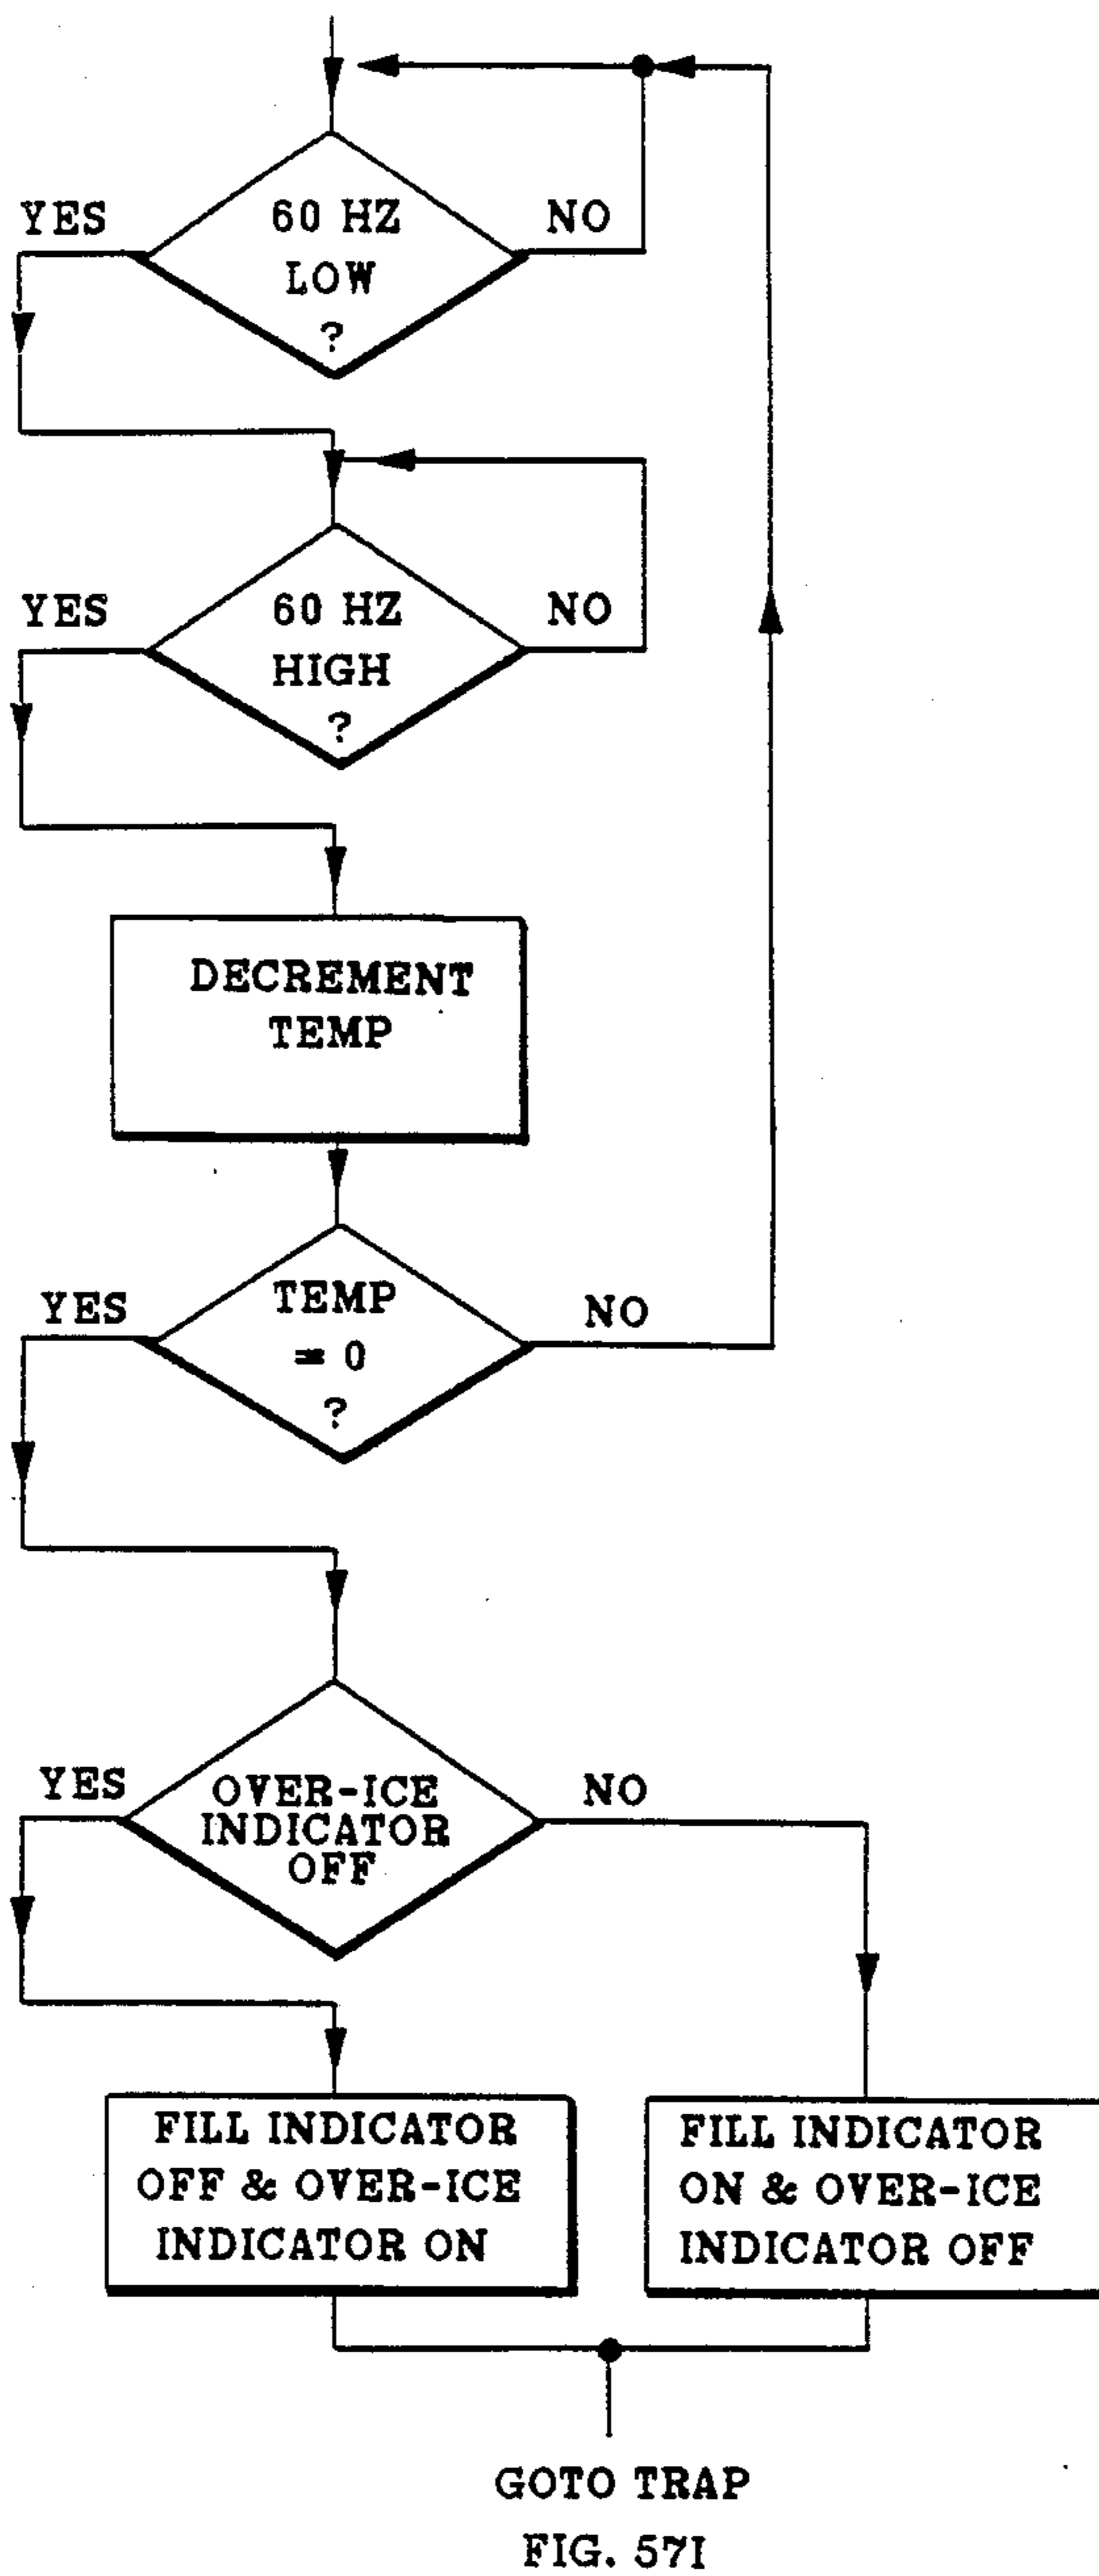 YES
60 HZ
NO
LOW
?
YES
60 HZ
NO
HIGH
?
DECREMENT
TEMP
YES
TEMP
NO
= 0
?
YES
OVER-ICE
NO
INDICATOR
OFF
FILL INDICATOR
OFF & OVER-ICE
INDICATOR ON
FILL INDICATOR
ON & OVER-ICE
INDICATOR OFF
GOTO TRAP
FIG. 57I